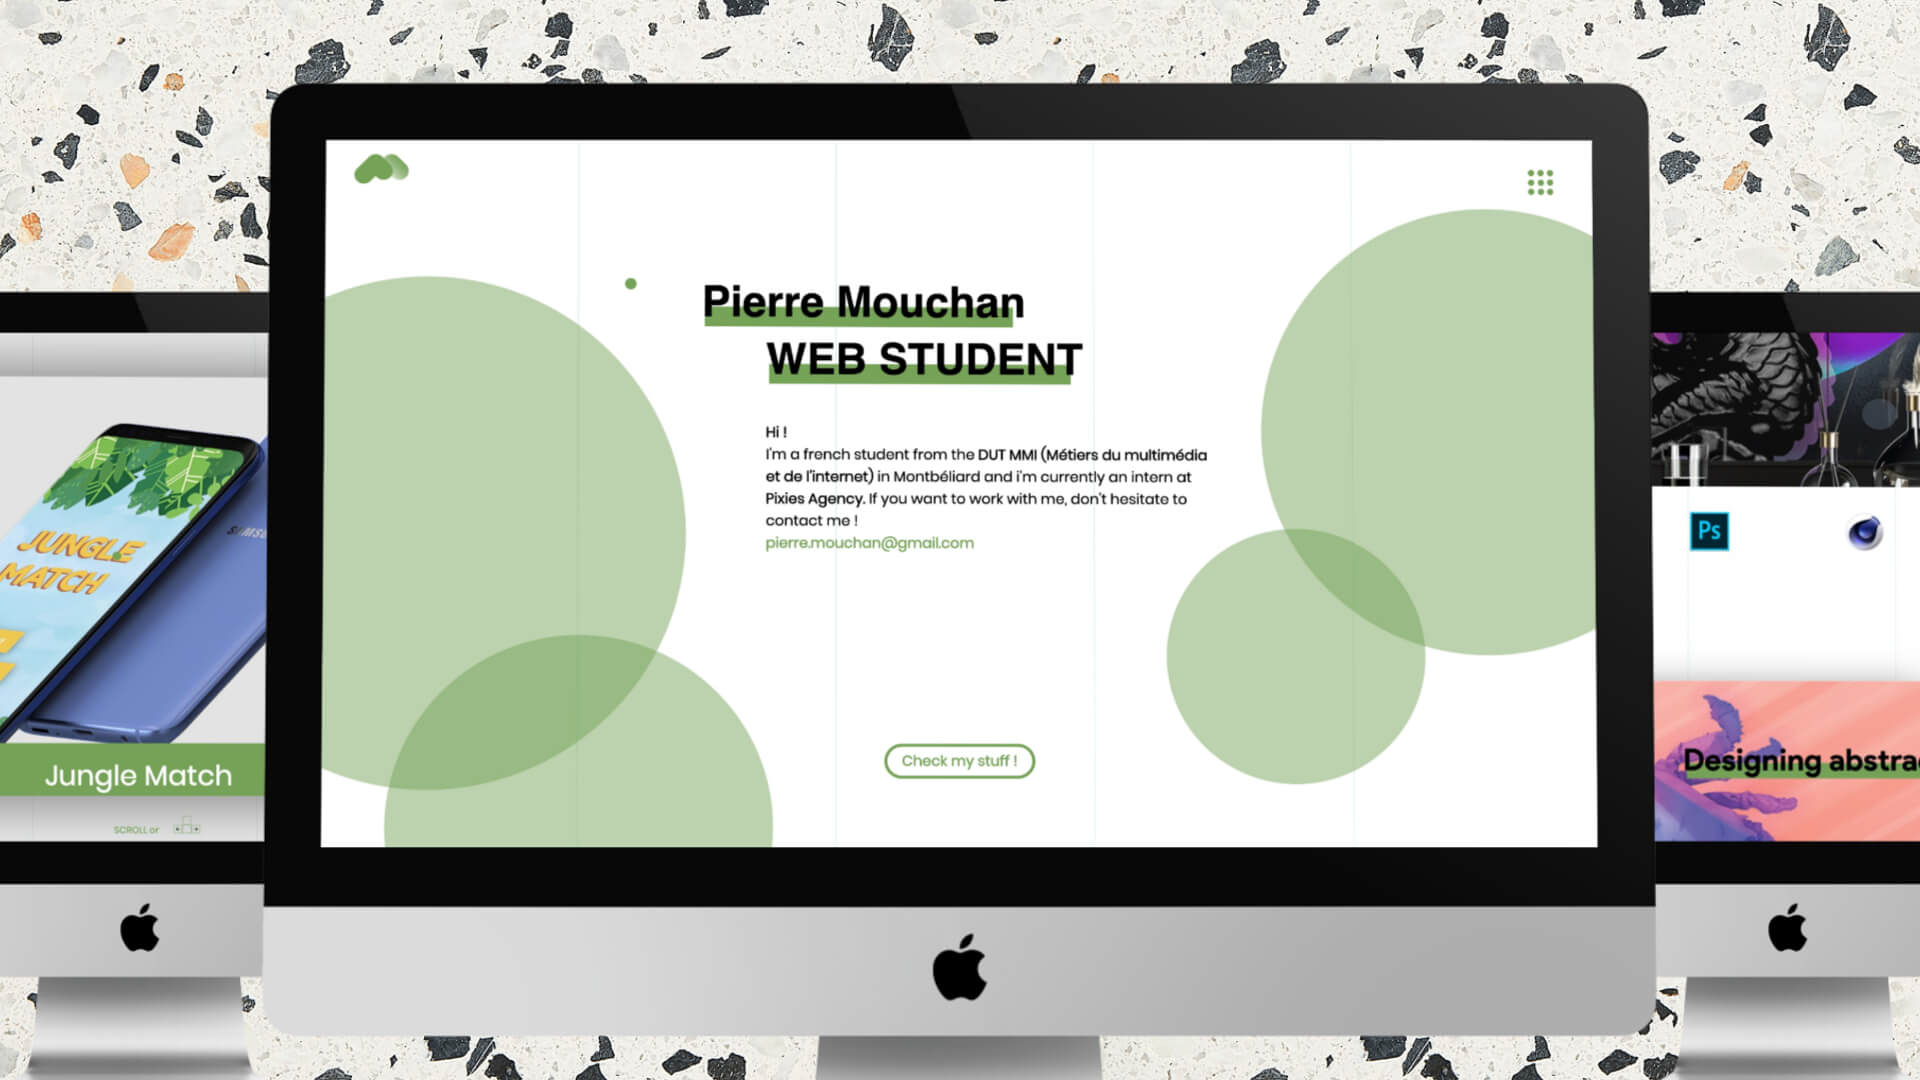 Pierre Mouchan
WEB STUDENT
Hi !
I'm a french student from the DUT MMI (Métiers du multimédia
et de l'internet) in Montbéliard and i'm currently an intern at
Pixies Agency. If you want to work with me, don't hesitate to
contact me !
pierre.mouchan@gmail.com
Check my stuff !
JUNGLE
MATCH
Jungle Match
SCROLL or
Ps
Designing